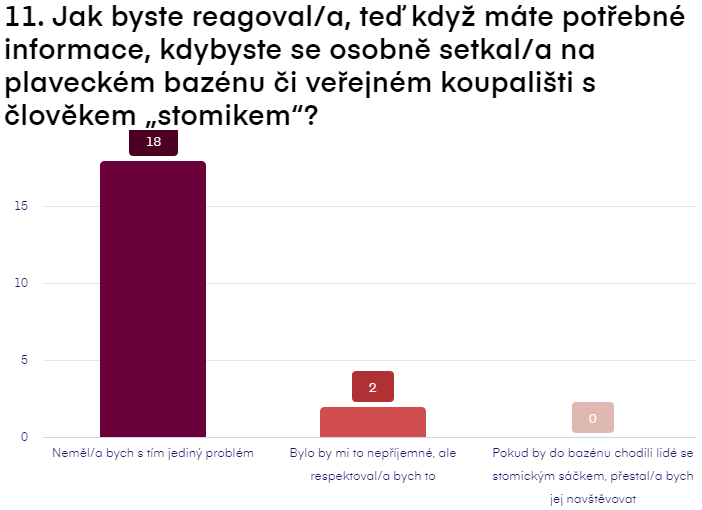 11. Jak byste reagoval/a, teď když máte potřebné
informace, kdybyste se osobně setkal/a na
plaveckém bazénu či veřejném koupališti s
člověkem „stomikem“?
18
15
10
5
2
0
0
Neměl/a bych s tím jediný problém
Bylo by mi to nepříjemné, ale
respektoval/a bych to
Pokud by do bazénu chodili lidé se
stomickým sáčkem, přestal/a bych
jej navštěvovat